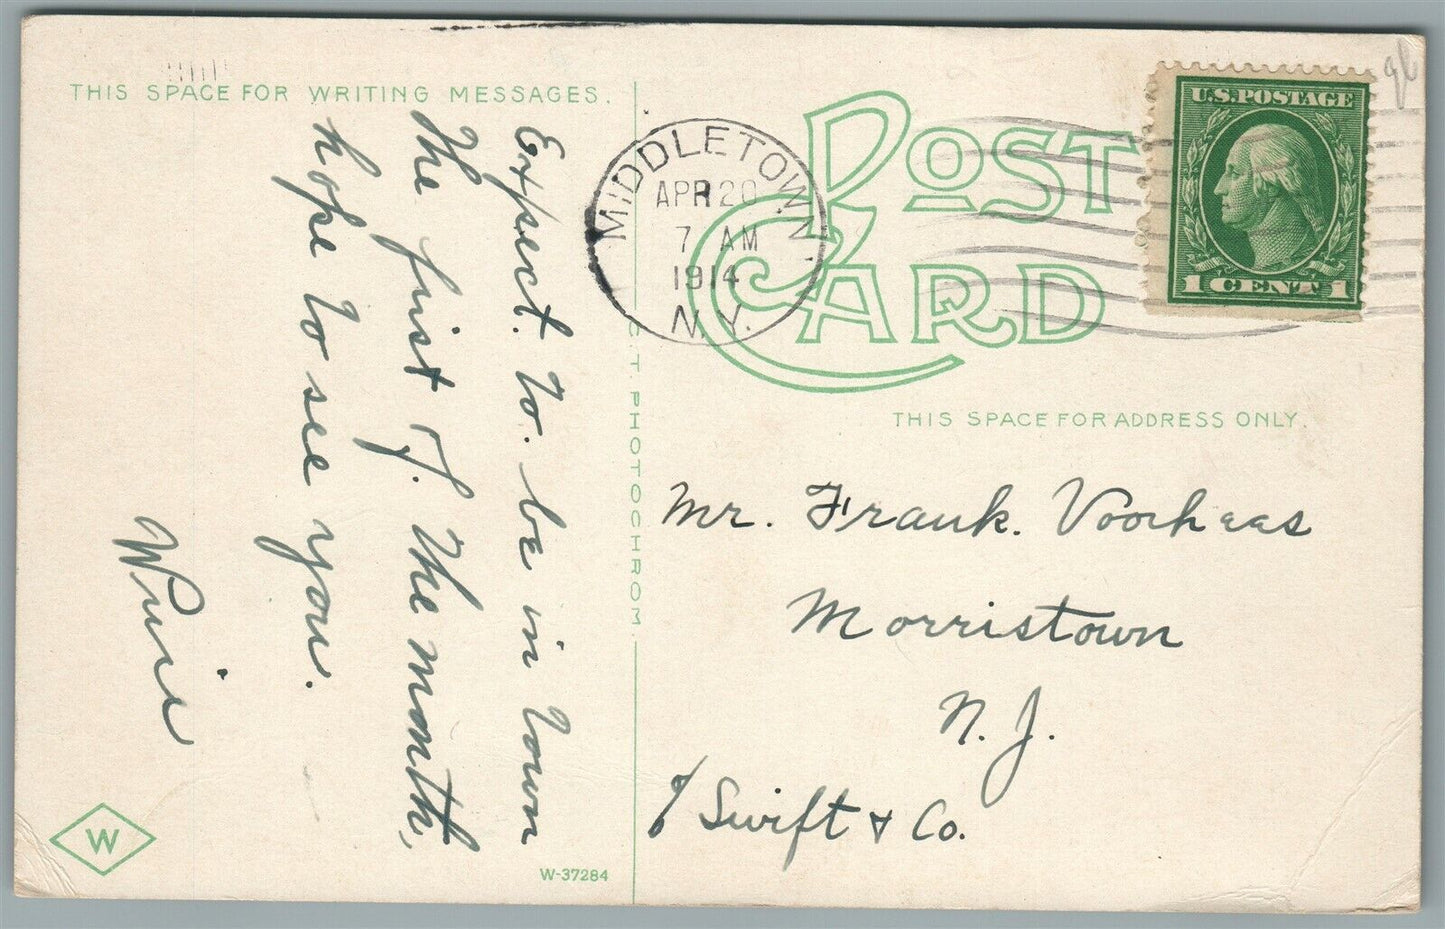 THIS SPACE FOR WRITING MESSAGES.
Expect. to. be in town
the first of. the month,
hope to see you.
W-37284
W
C.T. PHOTOCHROM.
POST
CARD
MIDDLETOWN
APR 20
7 AM
1914
N.Y.
U.S.POSTAGE
1 CENT 1
THIS SPACE FOR ADDRESS ONLY.
Mr. Frank. Voorheeas
Morristown
N. J.
% Swift & Co.